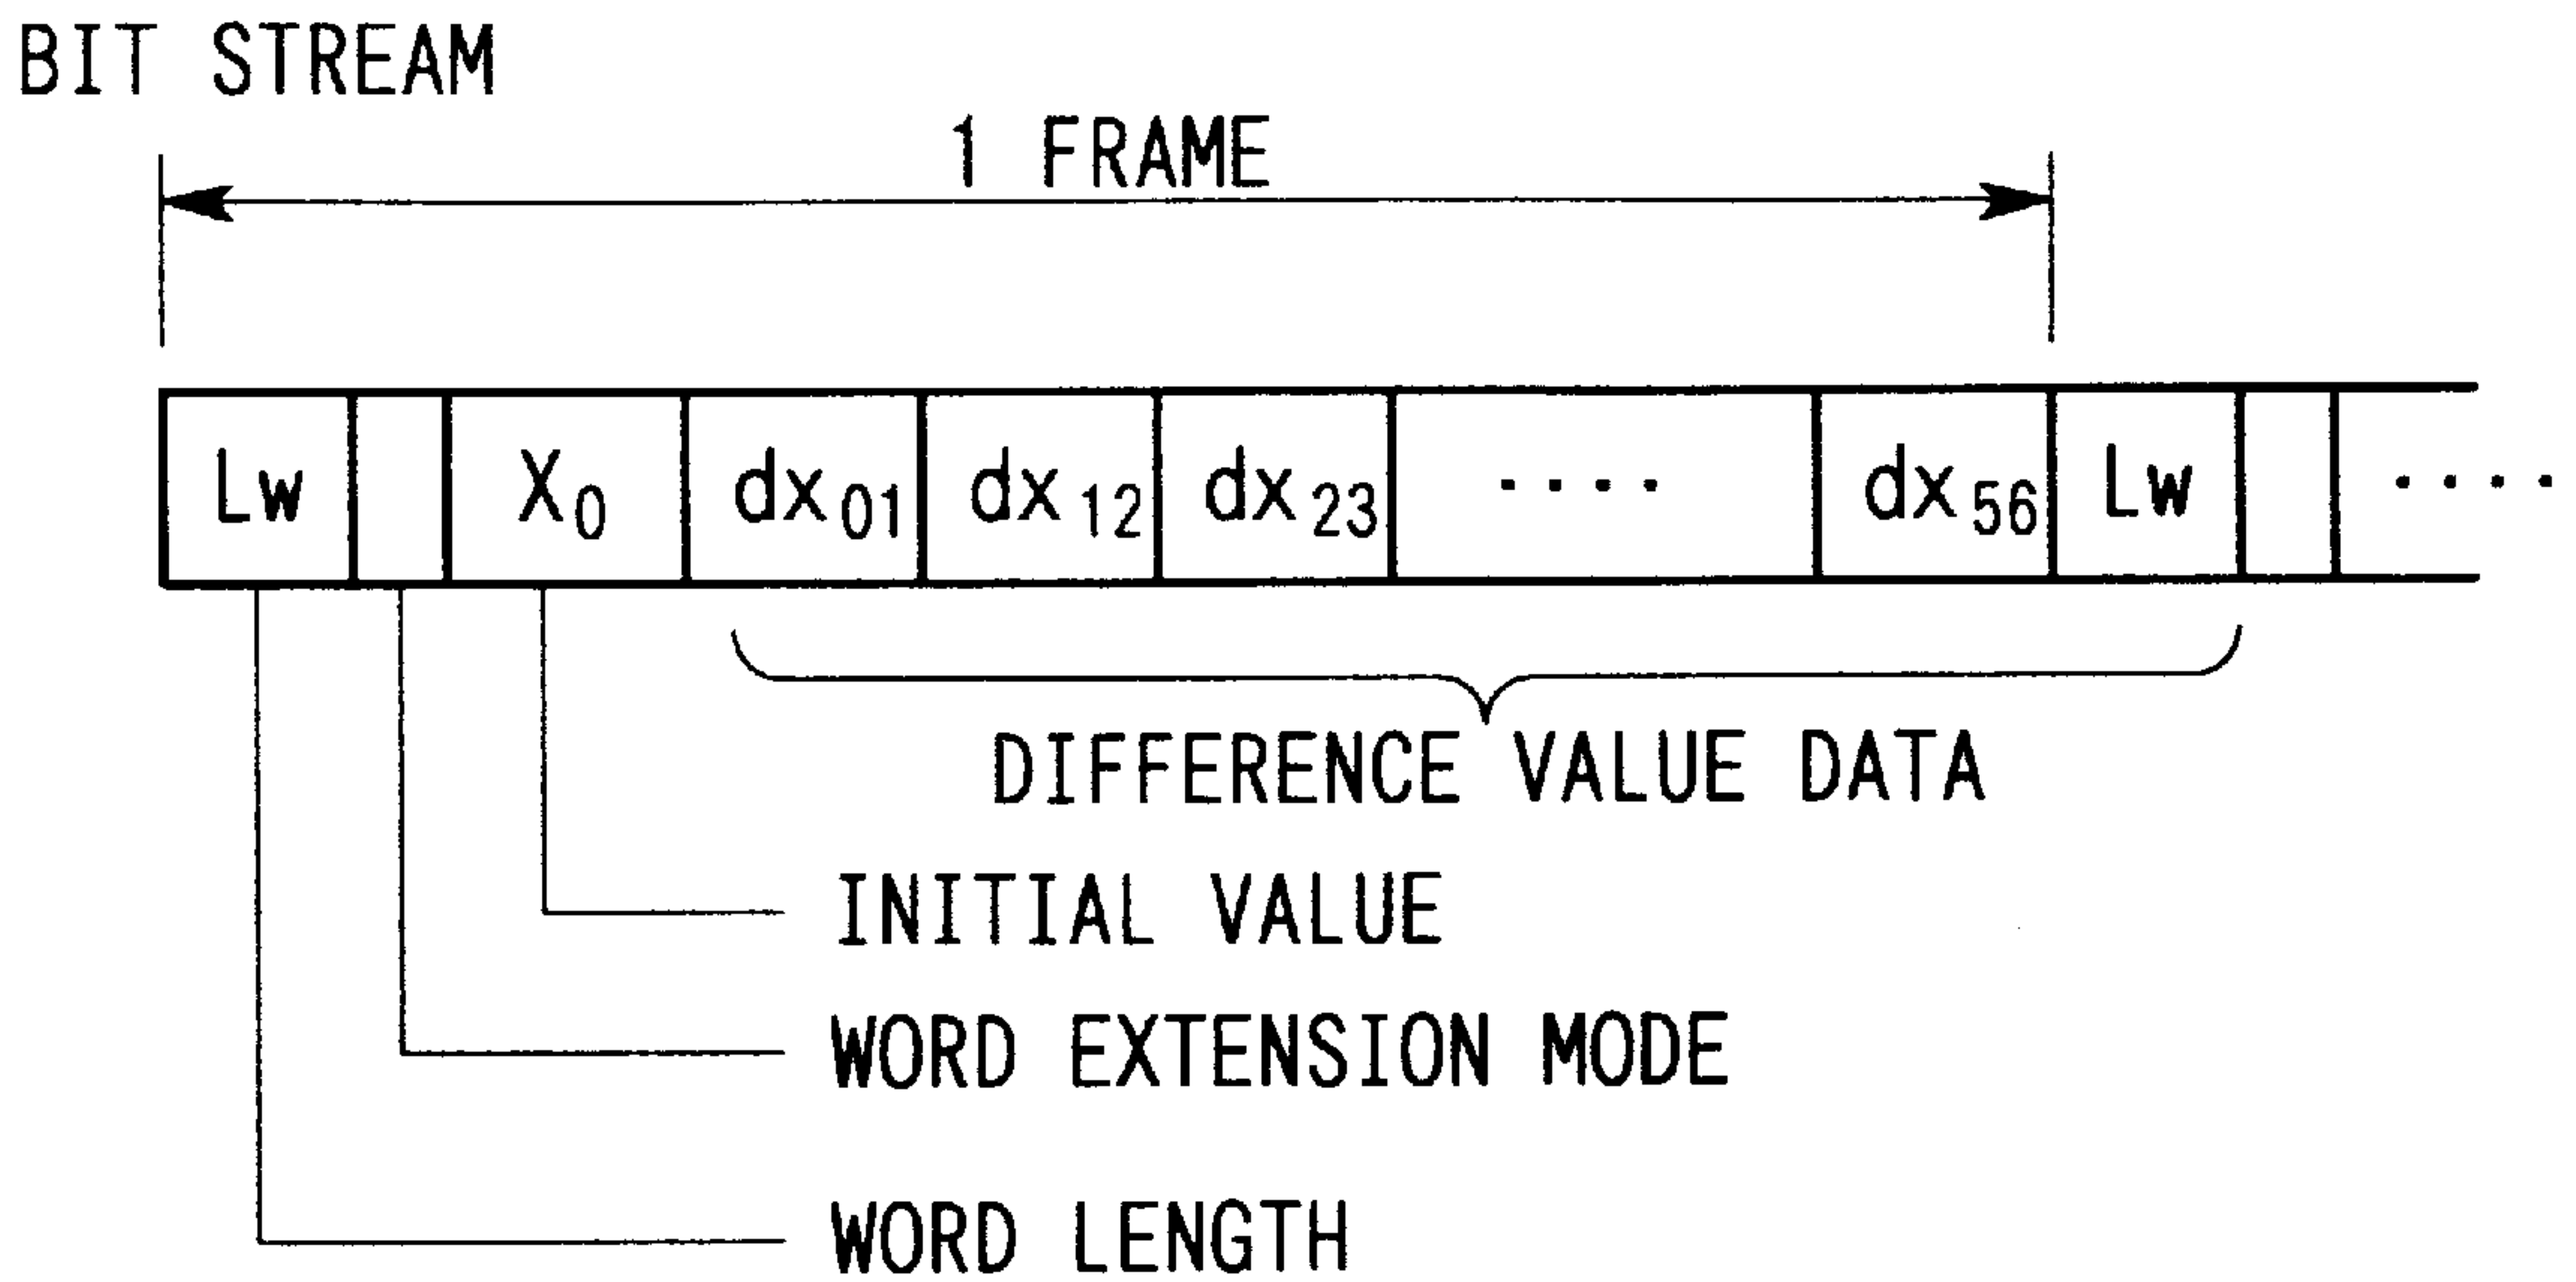 BIT STREAM
1 FRAME
Lw X₀ dx₀₁ dx₁₂ dx₂₃ ···· dx₅₆ Lw ····
DIFFERENCE VALUE DATA
INITIAL VALUE
WORD EXTENSION MODE
WORD LENGTH